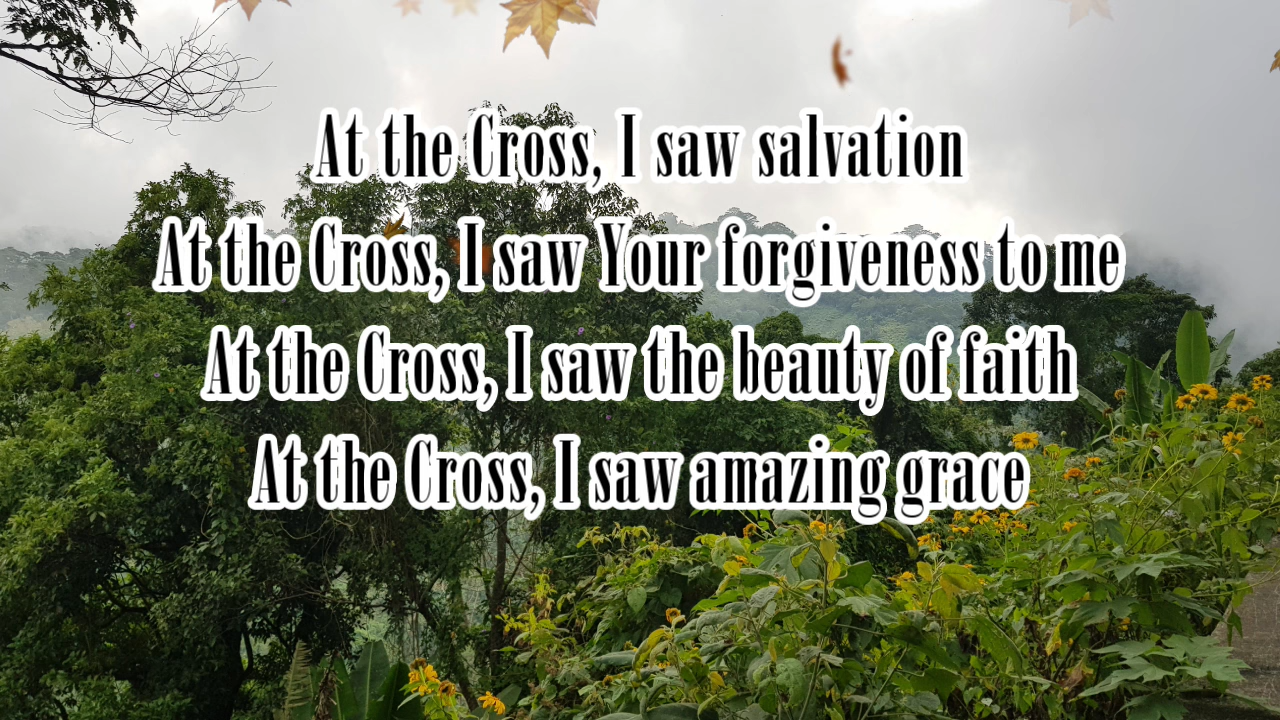 At the Cross, I saw salvation
At the Cross, I saw Your forgiveness to me
At the Cross, I saw the beauty of faith
At the Cross, I saw amazing grace